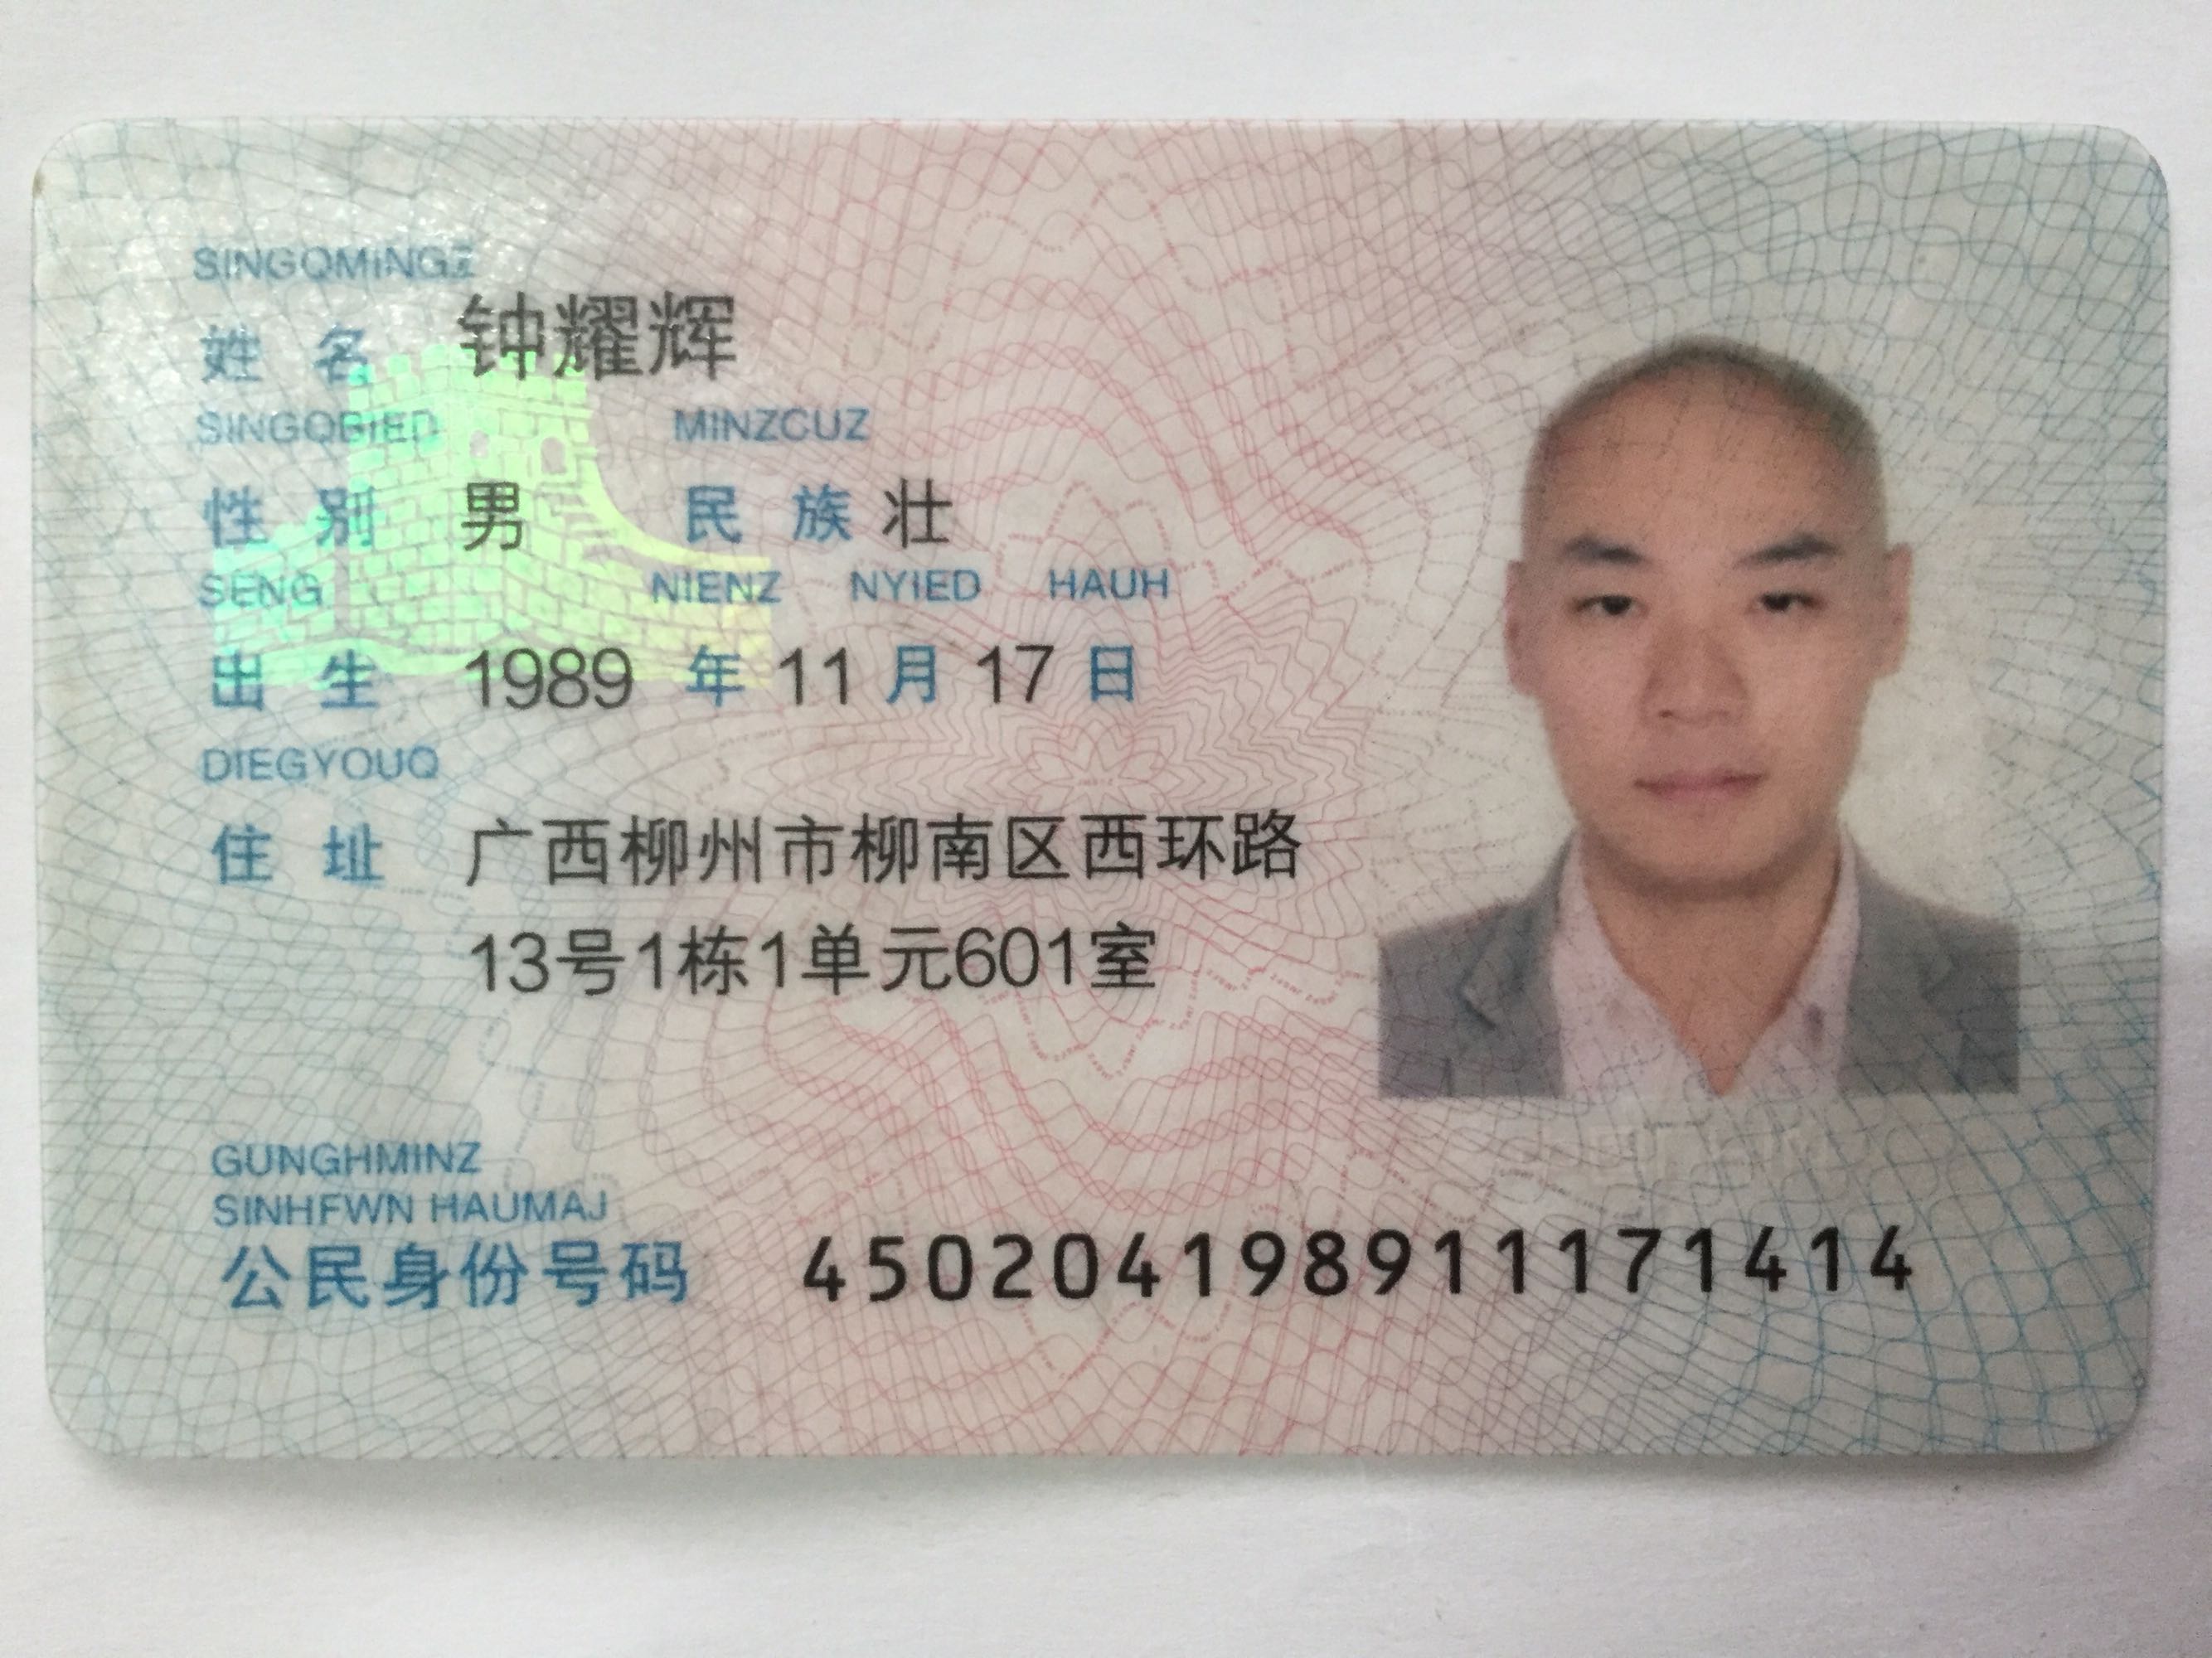 SINGQMINGZ
姓 名 钟耀辉
SINGQBIED MINZCUZ
性 别 男 民 族 壮
SENG NIENZ NYIED HAUH
出 生 1989 年 11 月 17 日
DIEGYOUQ
住 址 广西柳州市柳南区西环路
13号1栋1单元601室
GUNGHMINZ
SINHFWN HAUMAJ
公民身份号码 450204198911171414